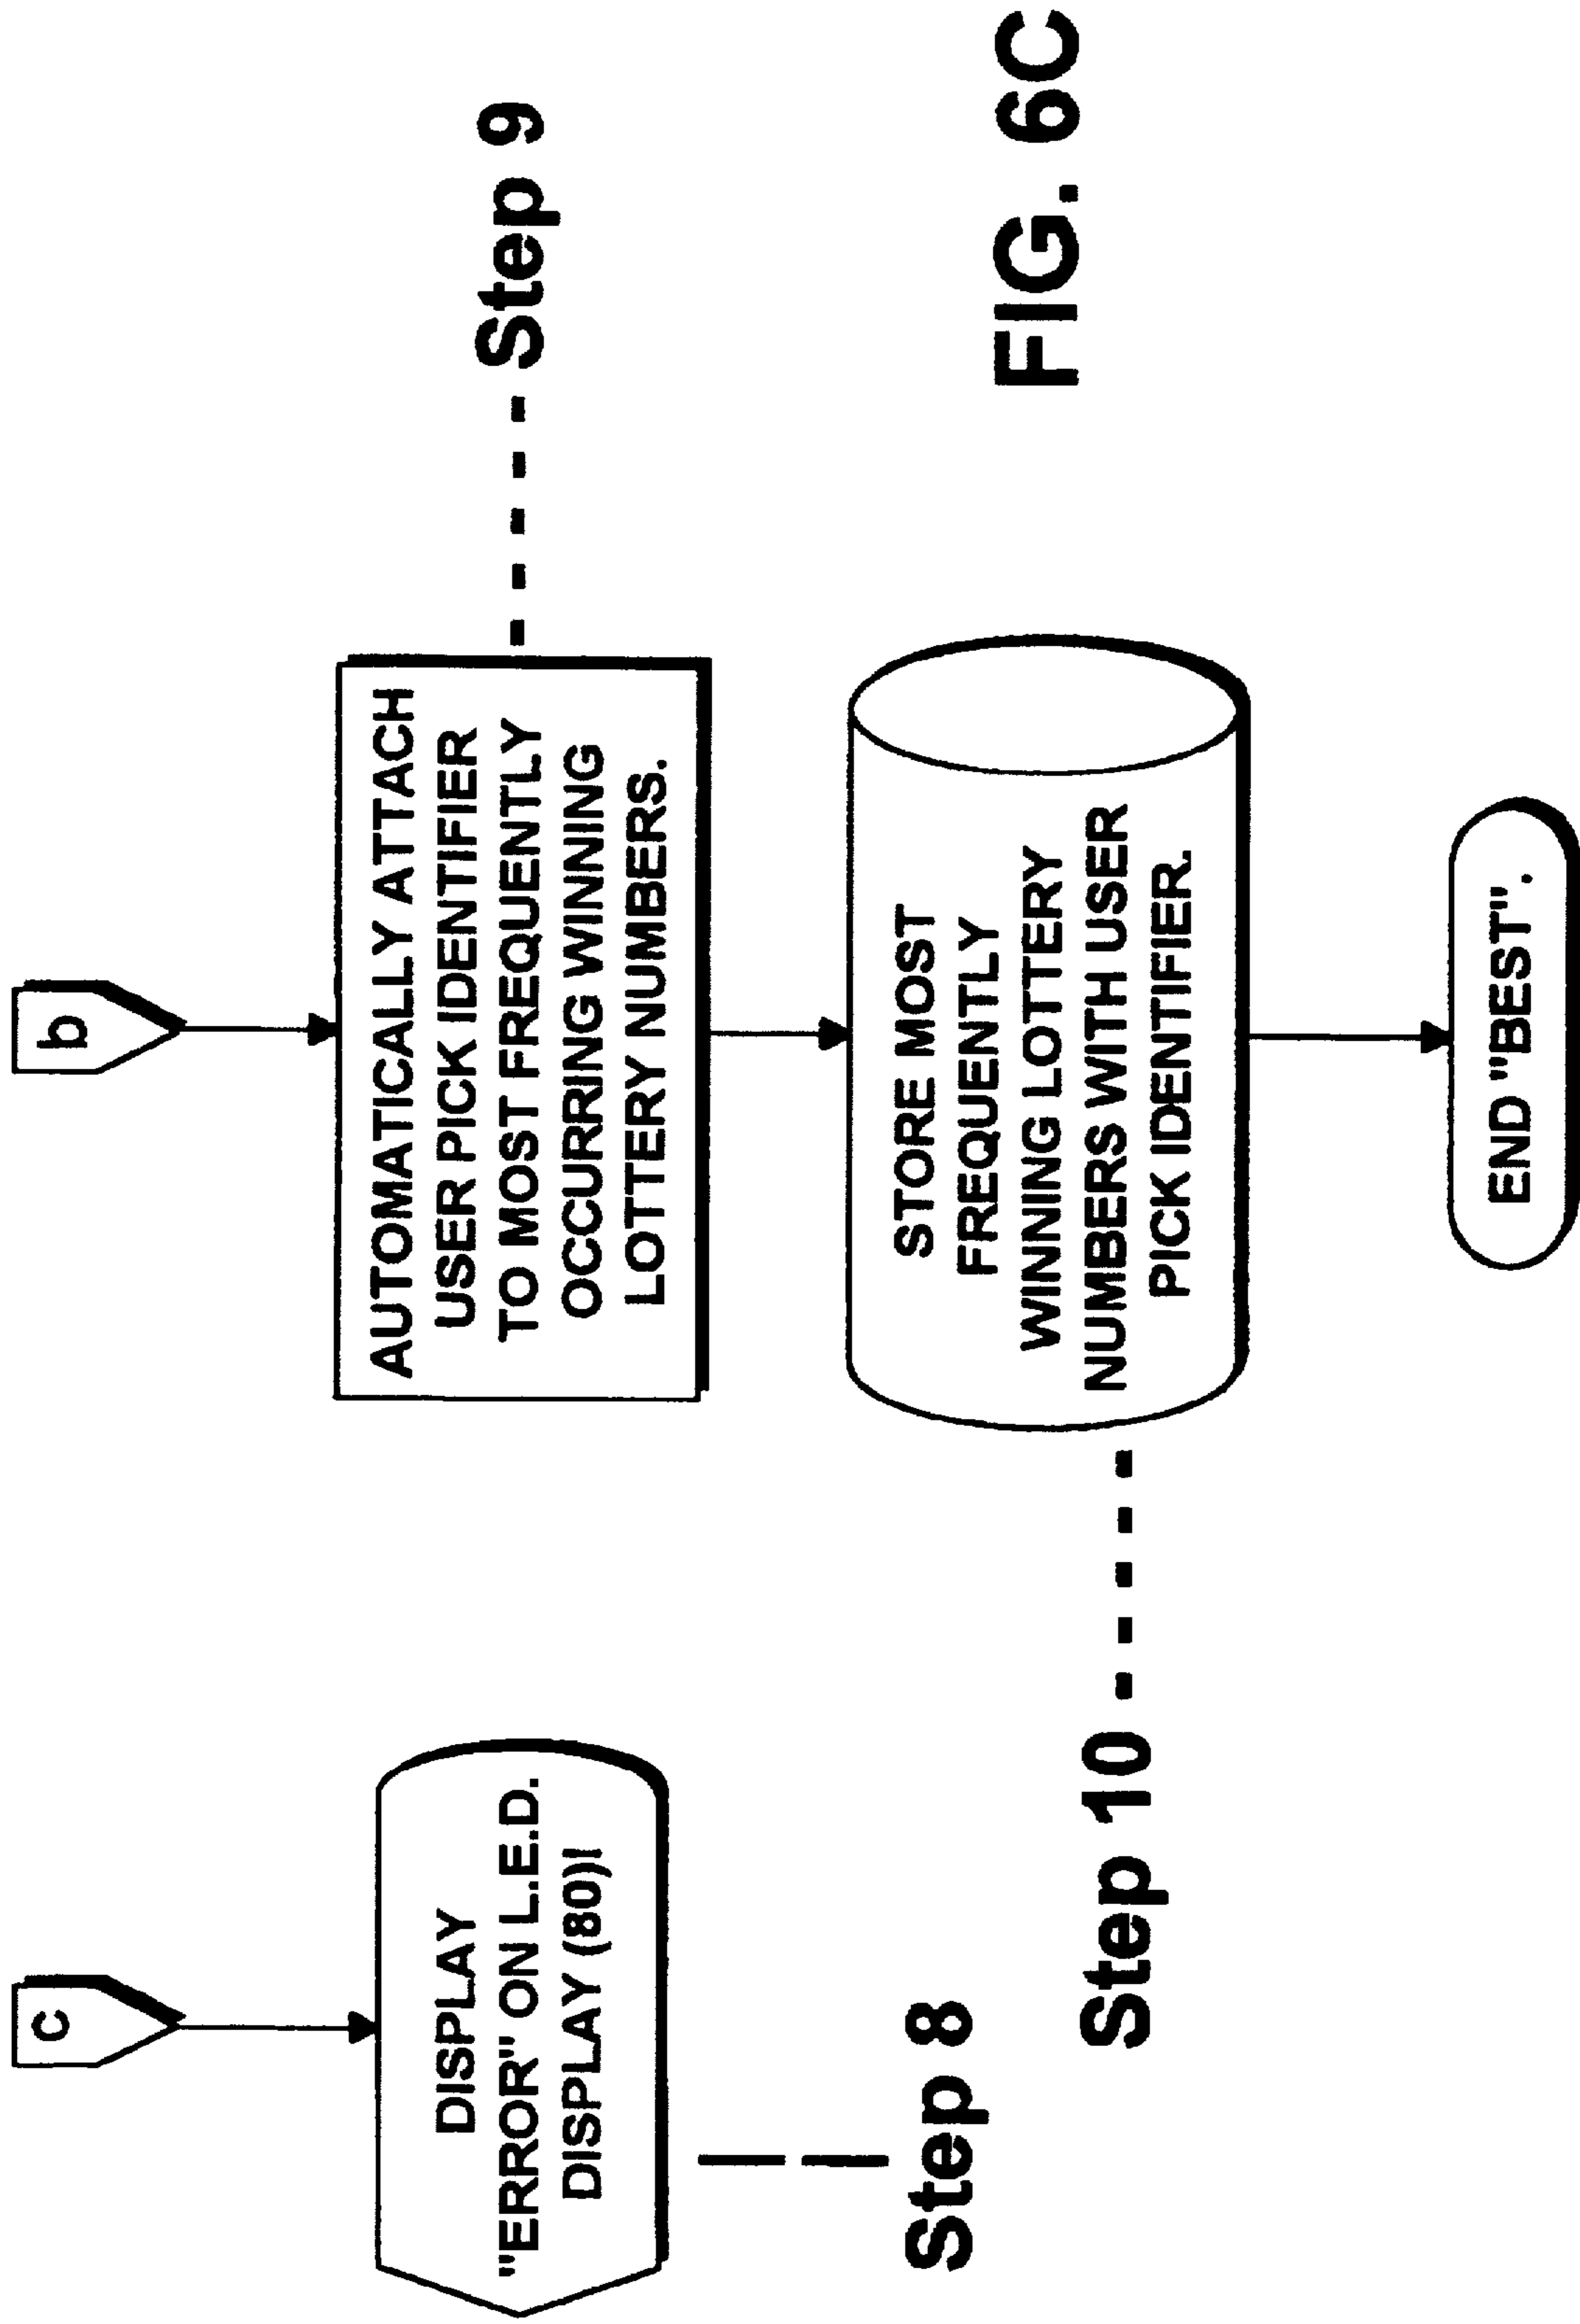 c
DISPLAY
"ERROR" ON L.E.D.
DISPLAY (80)!
Step 8
b
AUTOMATICALLY ATTACH
USER PICK IDENTIFIER
TO MOST FREQUENTLY
OCCURRING WINNING
LOTTERY NUMBERS.
Step 9
STORE MOST
FREQUENTLY
WINNING LOTTERY
NUMBERS WITH USER
PICK IDENTIFIER.
Step 10
END "BEST".
FIG. 6C